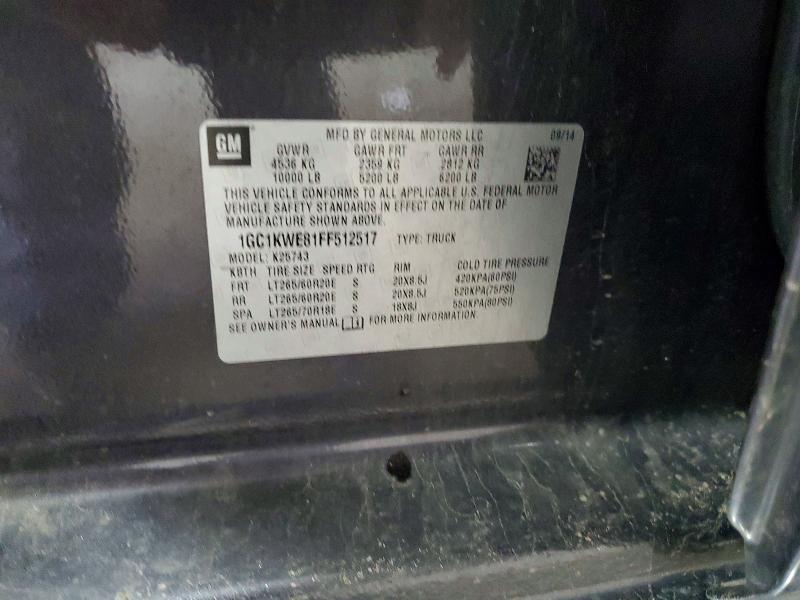 GM
MFD BY GENERAL MOTORS LLC 09/14
GVWR GAWR FRT GAWR RR
4536 KG 2359 KG 2812 KG
10000 LB 5200 LB 6200 LB
THIS VEHICLE CONFORMS TO ALL APPLICABLE U.S. FEDERAL MOTOR
VEHICLE SAFETY STANDARDS IN EFFECT ON THE DATE OF
MANUFACTURE SHOWN ABOVE.
1GC1KWE81FF512517 TYPE: TRUCK
MODEL: K25743
KBTH TIRE SIZE SPEED RTG RIM COLD TIRE PRESSURE
FRT LT265/60R20E S 20X8.5J 420KPA(60PSI)
RR LT265/60R20E S 20X8.5J 520KPA(75PSI)
SPA LT265/70R18E S 18X8J 550KPA(80PSI)
SEE OWNER'S MANUAL FOR MORE INFORMATION.